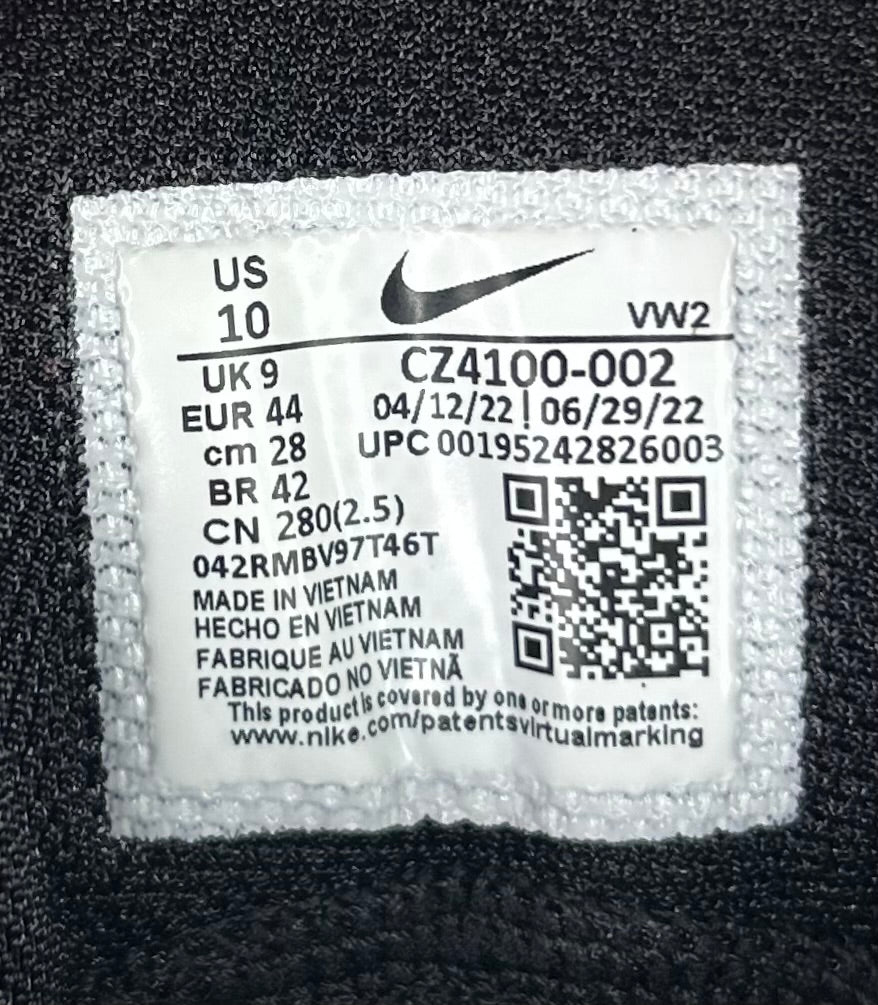 US
10
VW2
UK 9
CZ4100-002
EUR 44
04/12/22 | 06/29/22
cm 28
UPC 00195242826003
BR 42
CN 280(2.5)
042RMBV97T46T
MADE IN VIETNAM
HECHO EN VIETNAM
FABRIQUE AU VIETNAM
FABRICADO NO VIETNÃ
This product is covered by one or more patents:
www.nike.com/patentsvirtualmarking